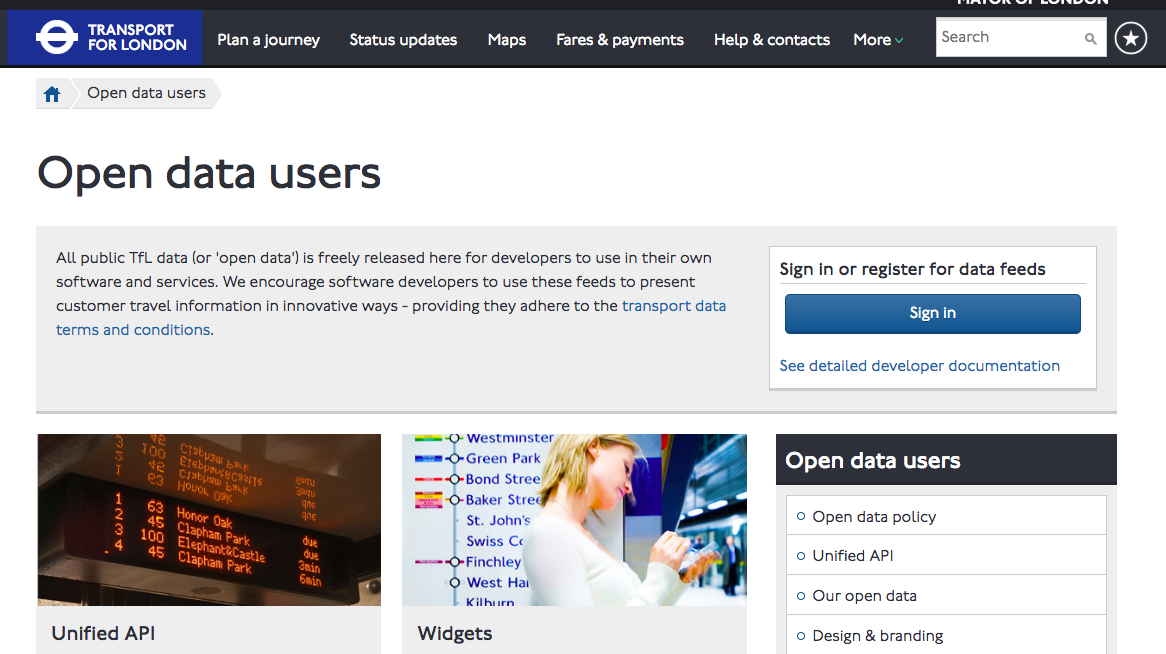 MAYOR OF LONDON
TRANSPORT
FOR LONDON
Plan a journey
Status updates
Maps
Fares & payments
Help & contacts
More
Search
Open data users
Open data users
All public TfL data (or 'open data') is freely released here for developers to use in their own
software and services. We encourage software developers to use these feeds to present
customer travel information in innovative ways - providing they adhere to the transport data
terms and conditions.
Sign in or register for data feeds
Sign in
See detailed developer documentation
1 63 Honor Oak due
2 45 Clapham Park due
3 100 Elephant&Castle 3min
4 45 Clapham Park 6min
Westminster
Green Park
Bond Stree
Baker Stree
St. John's
Swiss Co
Finchley
West Ha
Kilburn
Unified API
Widgets
Open data users
Open data policy
Unified API
Our open data
Design & branding